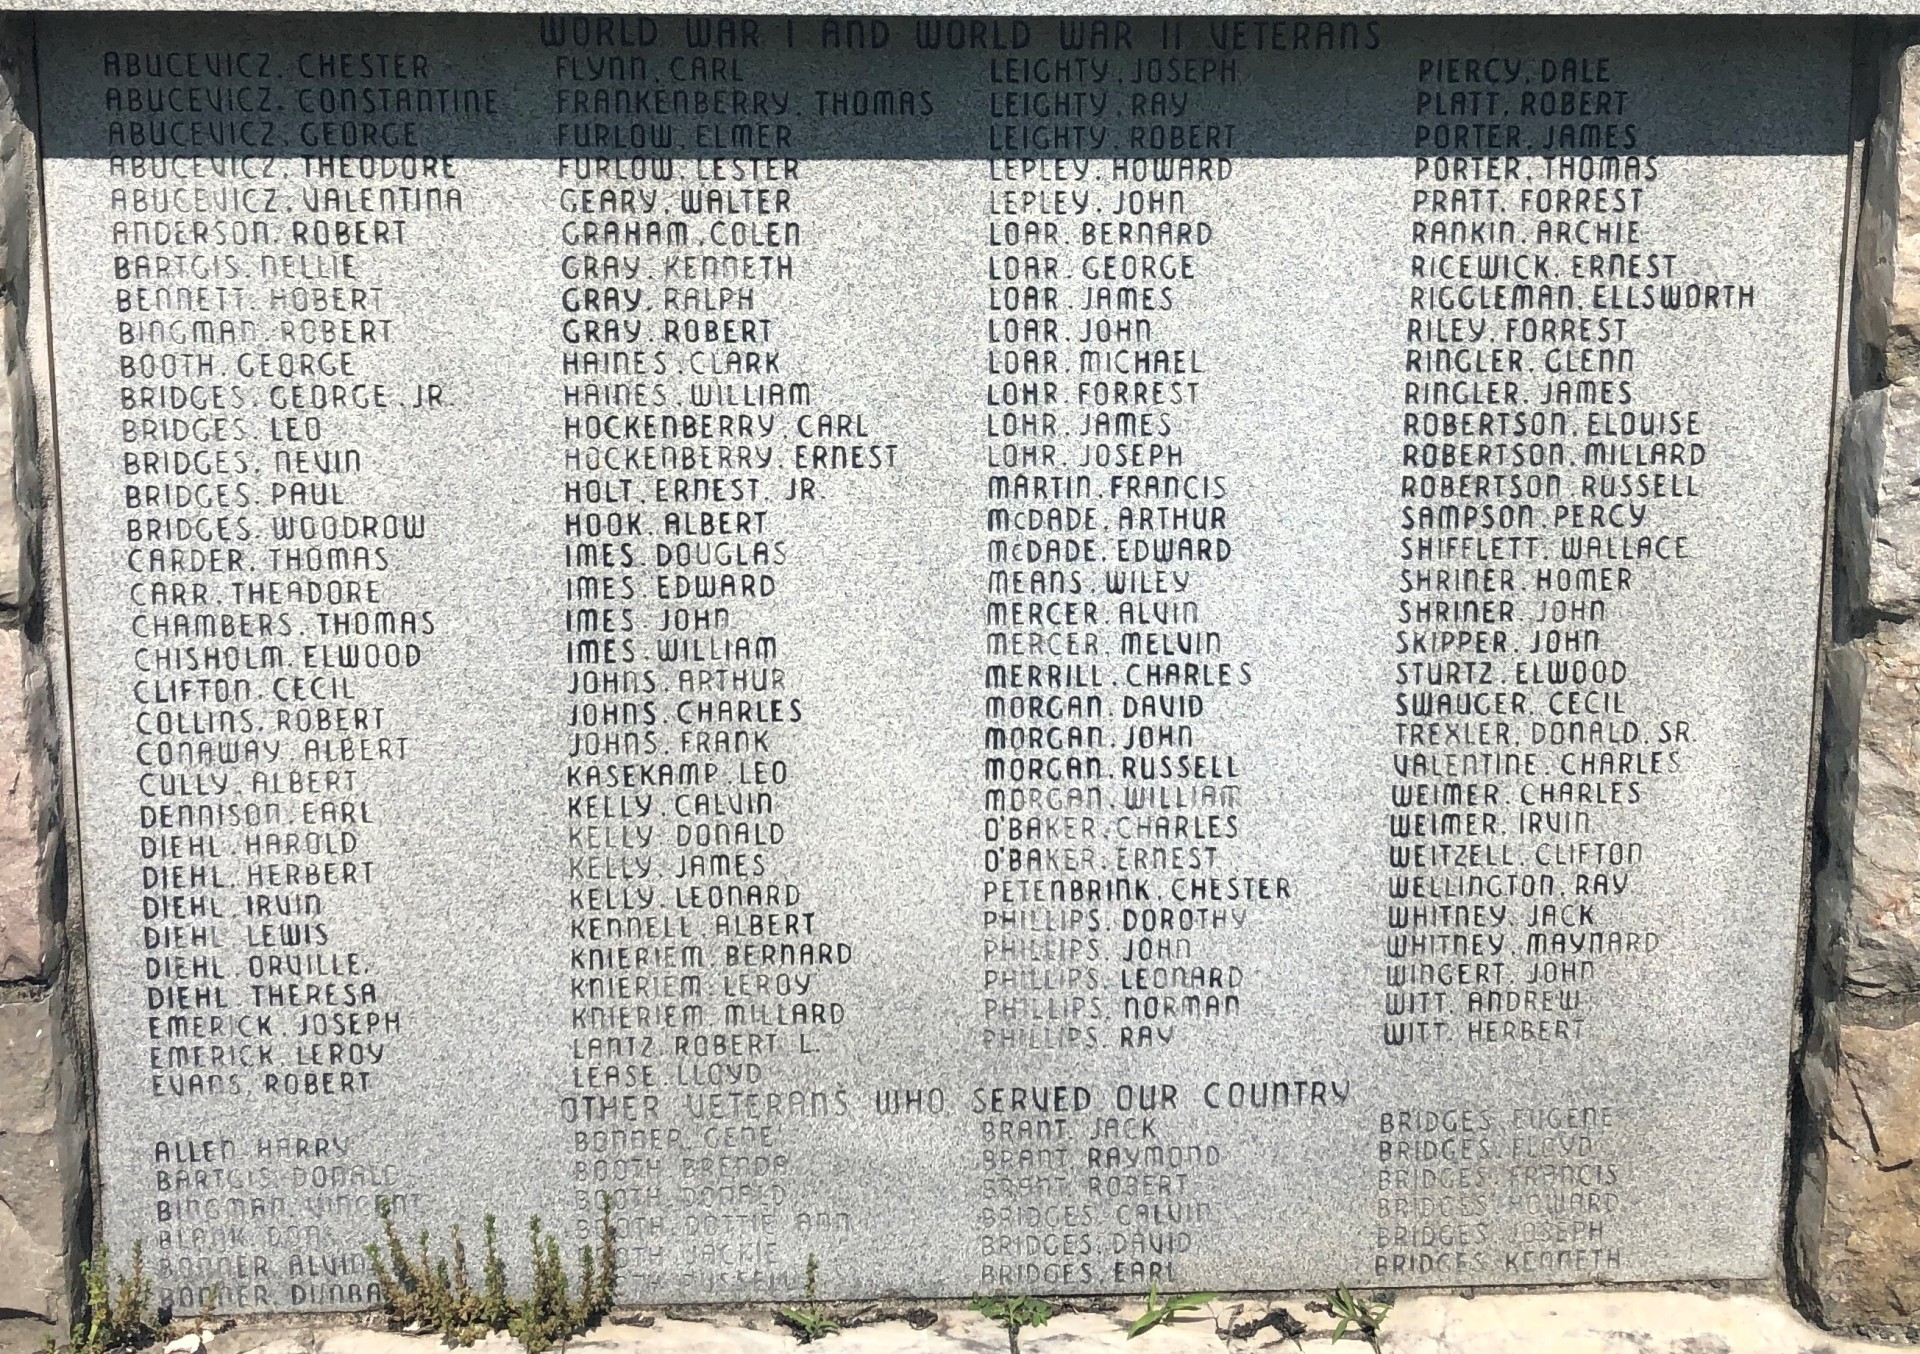 WORLD WAR I AND WORLD WAR II VETERANS
ABUCEVICZ, CHESTER
ABUCEVICZ, CONSTANTINE
ABUCEVICZ, GEORGE
ABUCEVICZ, THEODORE
ABUCEVICZ, VALENTINA
ANDERSON, ROBERT
BARTGIS, NELLIE
BENNETT, HOBERT
BINGMAN, ROBERT
BOOTH, GEORGE
BRIDGES, GEORGE, JR.
BRIDGES, LEO
BRIDGES, NEVIN
BRIDGES, PAUL
BRIDGES, WOODROW
CARDER, THOMAS
CARR, THEADORE
CHAMBERS, THOMAS
CHISHOLM, ELWOOD
CLIFTON, CECIL
COLLINS, ROBERT
CONAWAY, ALBERT
CULLY, ALBERT
DENNISON, EARL
DIEHL, HAROLD
DIEHL, HERBERT
DIEHL, IRVIN
DIEHL, LEWIS
DIEHL, ORVILLE,
DIEHL, THERESA
EMERICK, JOSEPH
EMERICK, LEROY
EVANS, ROBERT
FLYNN, CARL
FRANKENBERRY, THOMAS
FURLOW, ELMER
FURLOW, LESTER
GEARY, WALTER
GRAHAM, COLEN
GRAY, KENNETH
GRAY, RALPH
GRAY, ROBERT
HAINES, CLARK
HAINES, WILLIAM
HOCKENBERRY, CARL
HOCKENBERRY, ERNEST
HOLT, ERNEST, JR.
HOOK, ALBERT
IMES, DOUGLAS
IMES, EDWARD
IMES, JOHN
IMES, WILLIAM
JOHNS, ARTHUR
JOHNS, CHARLES
JOHNS, FRANK
KASEKAMP, LEO
KELLY, CALVIN
KELLY, DONALD
KELLY, JAMES
KELLY, LEONARD
KENNELL, ALBERT
KNIERIEM, BERNARD
KNIERIEM, LEROY
KNIERIEM, MILLARD
LANTZ, ROBERT L.
LEASE, LLOYD
LEIGHTY, JOSEPH
LEIGHTY, RAY
LEIGHTY, ROBERT
LEPLEY, HOWARD
LEPLEY, JOHN
LOAR, BERNARD
LOAR, GEORGE
LOAR, JAMES
LOAR, JOHN
LOAR, MICHAEL
LOHR, FORREST
LOHR, JAMES
LOHR, JOSEPH
MARTIN, FRANCIS
McDADE, ARTHUR
McDADE, EDWARD
MEANS, WILEY
MERCER, ALVIN
MERCER, MELVIN
MERRILL, CHARLES
MORGAN, DAVID
MORGAN, JOHN
MORGAN, RUSSELL
MORGAN, WILLIAM
O'BAKER, CHARLES
O'BAKER, ERNEST
PETENBRINK, CHESTER
PHILLIPS, DOROTHY
PHILLIPS, JOHN
PHILLIPS, LEONARD
PHILLIPS, NORMAN
PHILLIPS, RAY
PIERCY, DALE
PLATT, ROBERT
PORTER, JAMES
PORTER, THOMAS
PRATT, FORREST
RANKIN, ARCHIE
RICEWICK, ERNEST
RIGGLEMAN, ELLSWORTH
RILEY, FORREST
RINGLER, GLENN
RINGLER, JAMES
ROBERTSON, ELOUISE
ROBERTSON, MILLARD
ROBERTSON, RUSSELL
SAMPSON, PERCY
SHIFFLETT, WALLACE
SHRINER, HOMER
SHRINER, JOHN
SKIPPER, JOHN
STURTZ, ELWOOD
SWAUGER, CECIL
TREXLER, DONALD, SR.
VALENTINE, CHARLES
WEIMER, CHARLES
WEIMER, IRVIN
WEITZELL, CLIFTON
WELLINGTON, RAY
WHITNEY, JACK
WHITNEY, MAYNARD
WINGERT, JOHN
WITT, ANDREW
WITT, HERBERT
OTHER VETERANS WHO SERVED OUR COUNTRY
ALLEN, HARRY
BARTGIS, DONALD
BINGMAN, VINCENT
BLANK,
BONNER, ALVIN
BONNER,
BONNER, GENE
BOOTH, BRENDA
BOOTH, DONALD
BOOTH, DOTTIE ANN
JACKIE
BRANT, JACK
BRANT, RAYMOND
BRANT, ROBERT
BRIDGES, CALVIN
BRIDGES, DAVID
BRIDGES, EARL
BRIDGES, EUGENE
BRIDGES, FLOYD
BRIDGES, FRANCIS
BRIDGES, HOWARD
BRIDGES, JOSEPH
BRIDGES, KENNETH